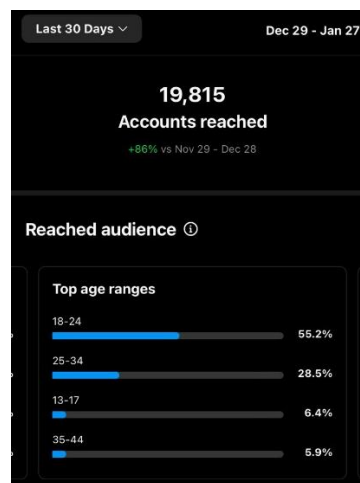 Last 30 Days
Dec 29 - Jan 27
19,815
Accounts reached
+86% vs Nov 29 - Dec 28
Reached audience
Top age ranges
18-24
55.2%
25-34
28.5%
13-17
6.4%
35-44
5.9%